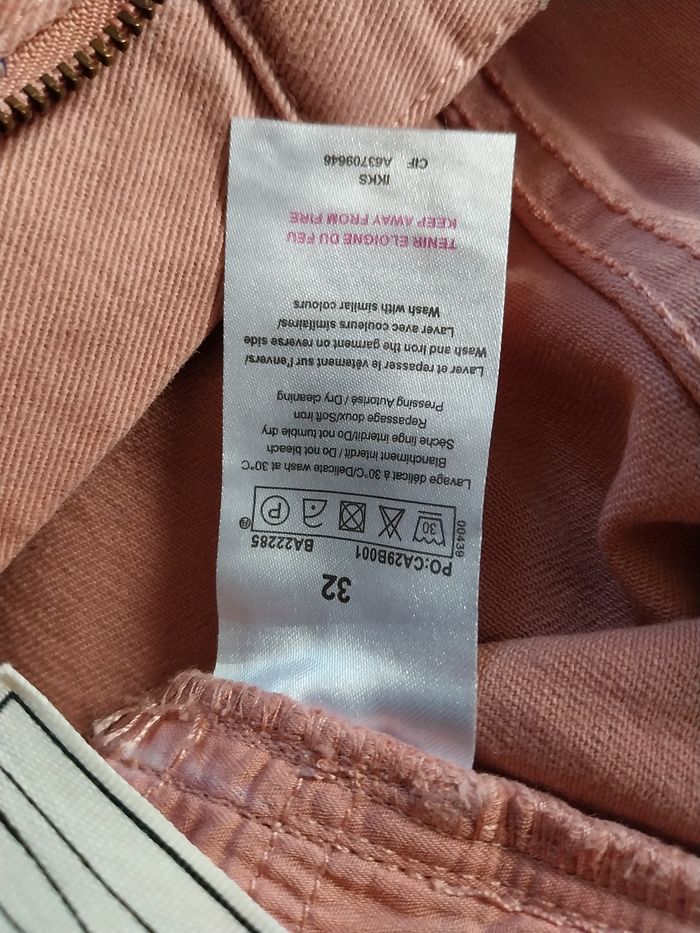 32
PO:CA29B001 BA22285
00439
30 P ®
Lavage délicat à 30°C/Delicate wash at 30°C
Blanchiment interdit / Do not bleach
Sèche linge interdit/Do not tumble dry
Repassage doux/Soft iron
Pressing Autorisé / Dry cleaning
Laver et repasser le vêtement sur l'envers/
Wash and Iron the garment on reverse side
Laver avec couleurs similaires/
Wash with similar colours
TENIR ELOIGNE DU FEU
KEEP AWAY FROM FIRE
IKKS
CIF A63709646